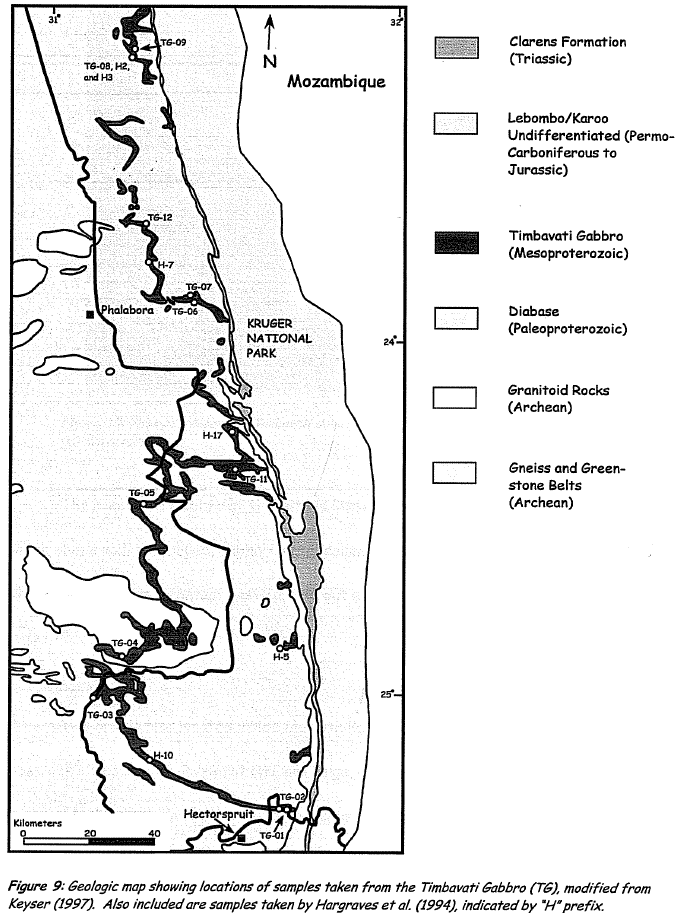 31°
32°
TG-09
TG-08, H2,
and H3
N
Mozambique
TG-12
H-7
TG-07
TG-06
Phalabora
KRUGER
NATIONAL
PARK
24°
H-17
TG-11
TG-05
TG-04
H-5
25°
TG-03
H-10
TG-02
Hectorspruit
TG-01
Kilometers
0 20 40
Clarens Formation
(Triassic)
Lebombo/Karoo
Undifferentiated (Permo-
Carboniferous to
Jurassic)
Timbavati Gabbro
(Mesoproterozoic)
Diabase
(Paleoproterozoic)
Granitoid Rocks
(Archean)
Gneiss and Green-
stone Belts
(Archean)
Figure 9: Geologic map showing locations of samples taken from the Timbavati Gabbro (TG), modified from
Keyser (1997). Also included are samples taken by Hargraves et al. (1994), indicated by "H" prefix.